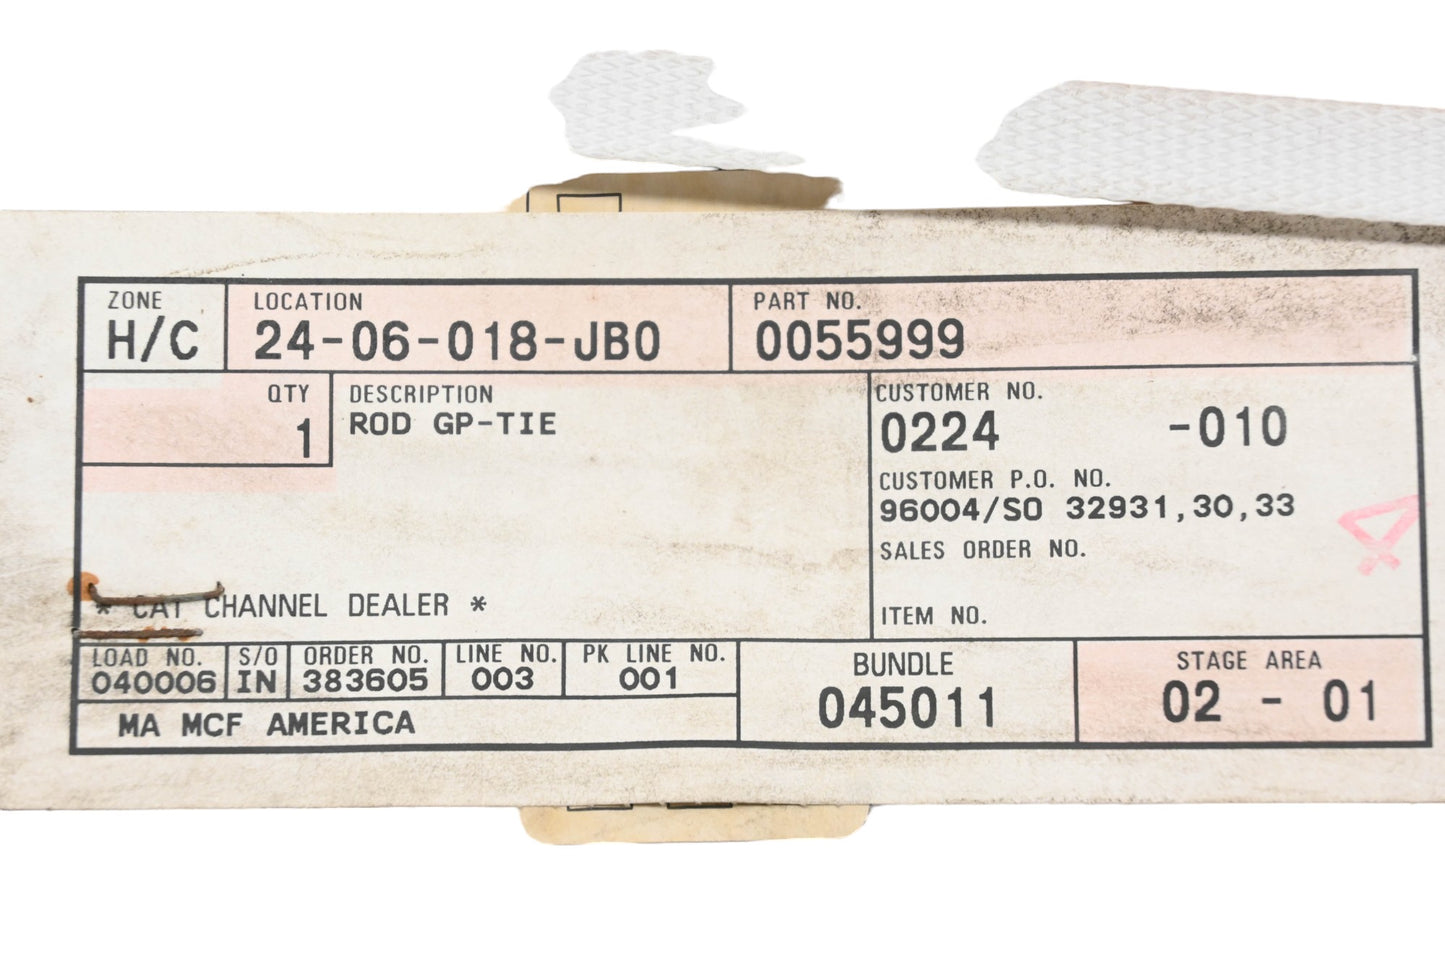 ZONE LOCATION PART NO.
H/C 24-06-018-JB0 0055999
QTY DESCRIPTION CUSTOMER NO.
1 ROD GP-TIE 0224 -010
CUSTOMER P.O. NO.
96004/SO 32931,30,33
SALES ORDER NO.
ITEM NO.
* CAT CHANNEL DEALER *
LOAD NO. S/O ORDER NO. LINE NO. PK LINE NO. BUNDLE STAGE AREA
040006 IN 383605 003 001 045011 02 - 01
MA MCF AMERICA